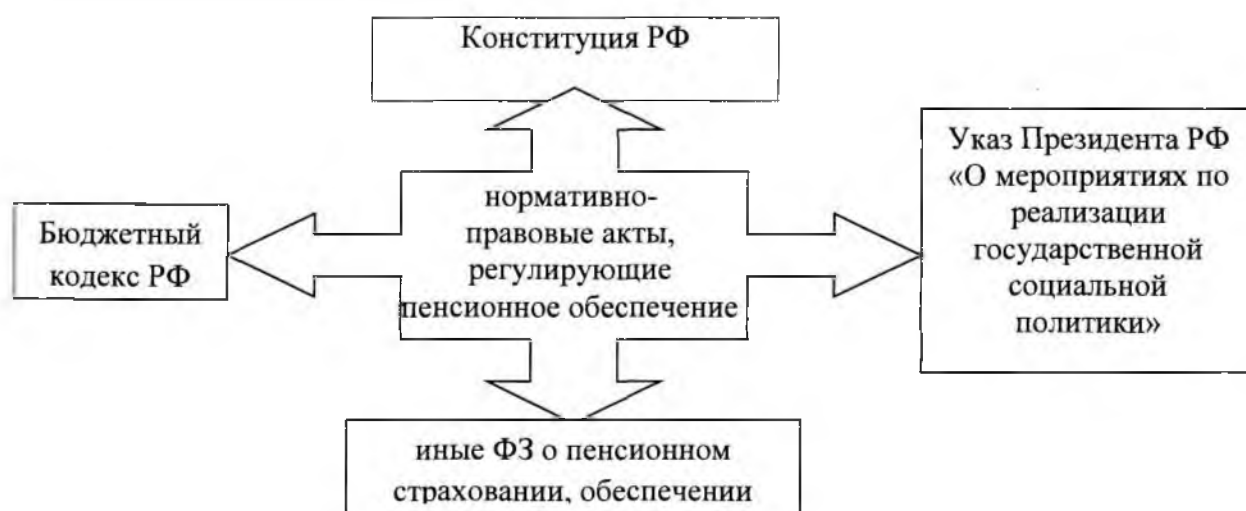 Конституция РФ
Указ Президента РФ
«О мероприятиях по
реализации
государственной
социальной
политики»
нормативно-
правовые акты,
регулирующие
пенсионное обеспечение
Бюджетный
кодекс РФ
иные ФЗ о пенсионном
страховании, обеспечении